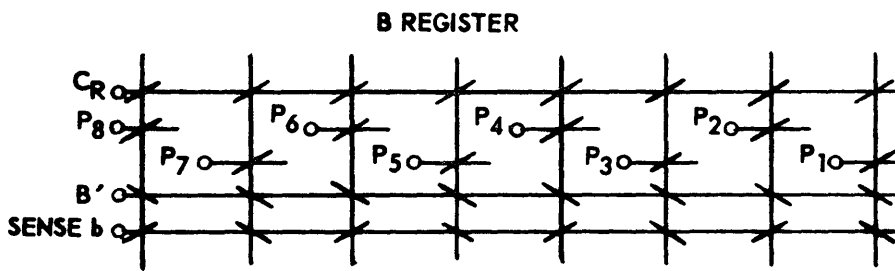 B REGISTER
CR
P8 P6 P4 P2
P7 P5 P3 P1
B′
SENSE b